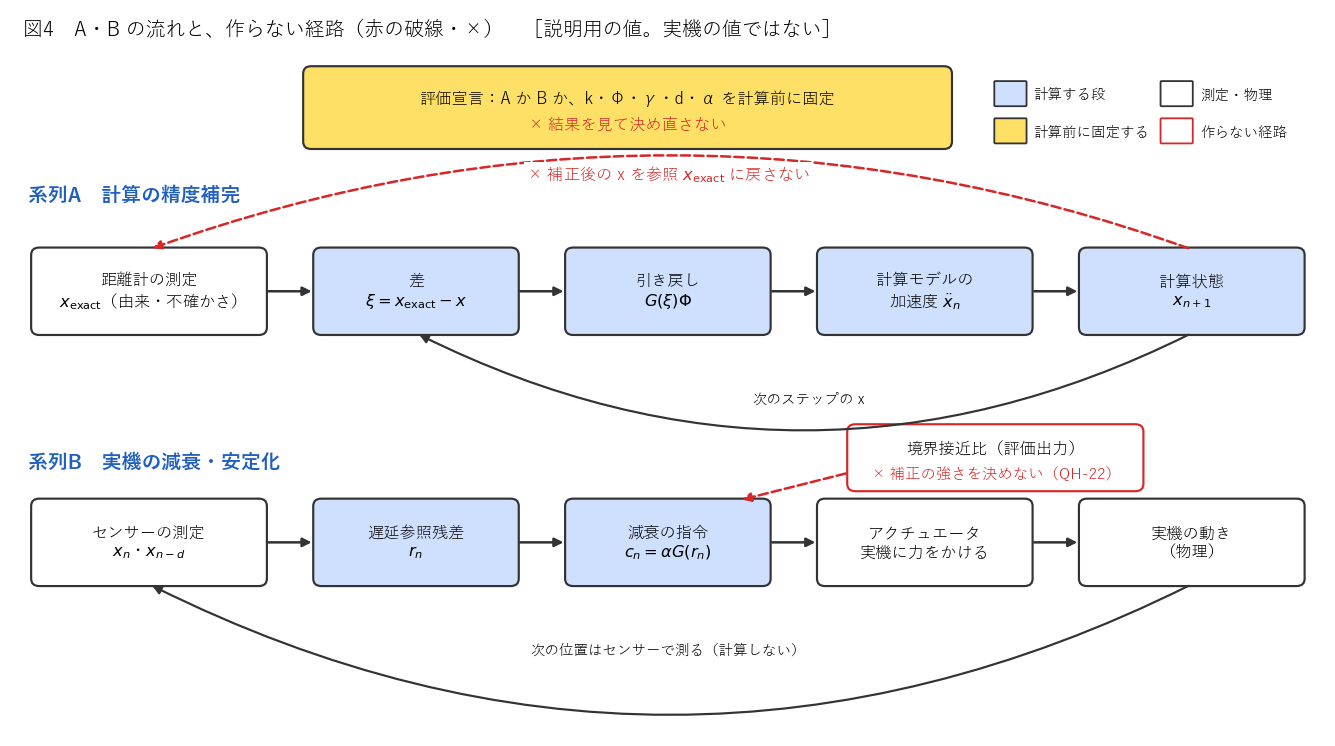 図4　A・B の流れと、作らない経路（赤の破線・×）　［説明用の値。実機の値ではない］
評価宣言：A か B か、k・Φ・γ・d・α を計算前に固定
× 結果を見て決め直さない
計算する段
測定・物理
計算前に固定する
作らない経路
× 補正後の x を参照 x_exact に戻さない
系列A　計算の精度補完
距離計の測定
x_exact（由来・不確かさ）
差
ξ = x_exact − x
引き戻し
G(ξ)Φ
計算モデルの
加速度 ẍ_n
計算状態
x_{n+1}
次のステップの x
境界接近比（評価出力）
× 補正の強さを決めない（QH-22）
系列B　実機の減衰・安定化
センサーの測定
x_n・x_{n−d}
遅延参照残差
r_n
減衰の指令
c_n = αG(r_n)
アクチュエータ
実機に力をかける
実機の動き
（物理）
次の位置はセンサーで測る（計算しない）